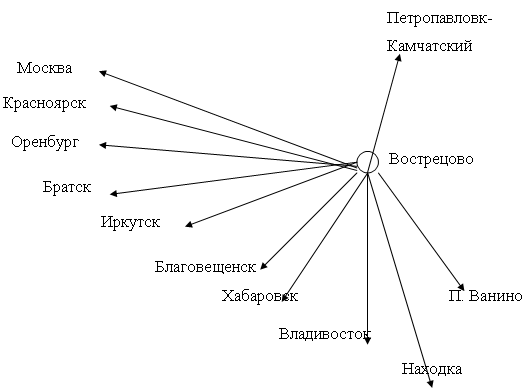 Петропавловк-
Камчатский
Москва
Красноярск
Оренбург
Вострецово
Братск
Иркутск
Благовещенск
Хабаровск
П. Ванино
Владивосток
Находка